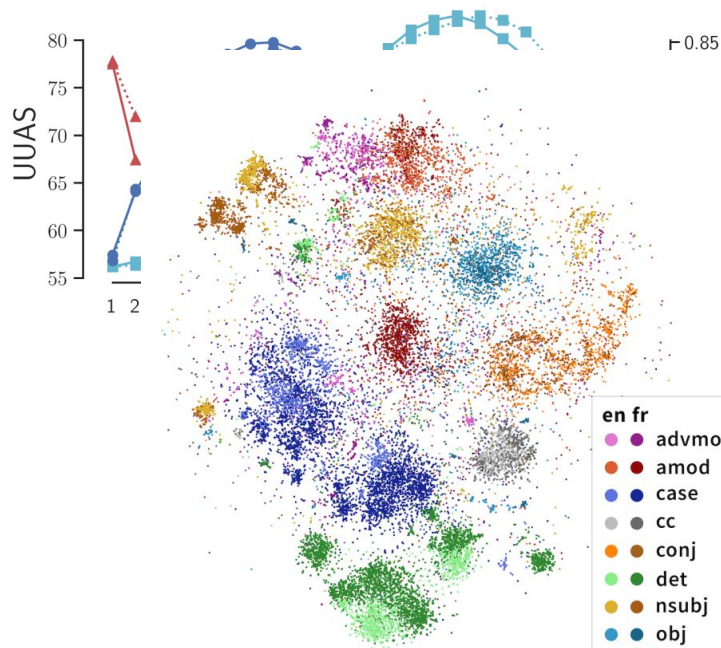 80
0.85
75
UUAS
70
65
60
55
1 2
en fr
advmo
amod
case
cc
conj
det
nsubj
obj